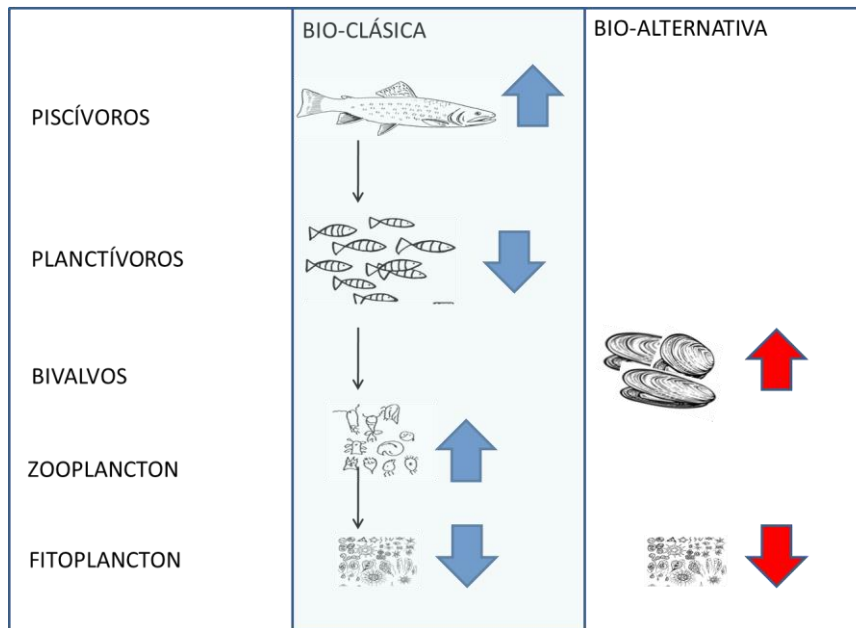 BIO-CLÁSICA
BIO-ALTERNATIVA
PISCÍVOROS
PLANCTÍVOROS
BIVALVOS
ZOOPLANCTON
FITOPLANCTON